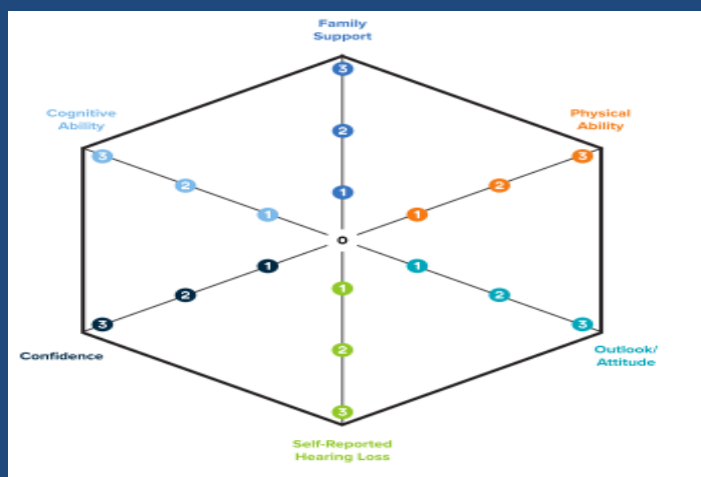 Family
Support
3
Cognitive
Ability
Physical
Ability
2
3
3
2
1
2
1
1
0
1
1
2
1
2
3
2
3
Confidence
Outlook/
Attitude
3
Self-Reported
Hearing Loss